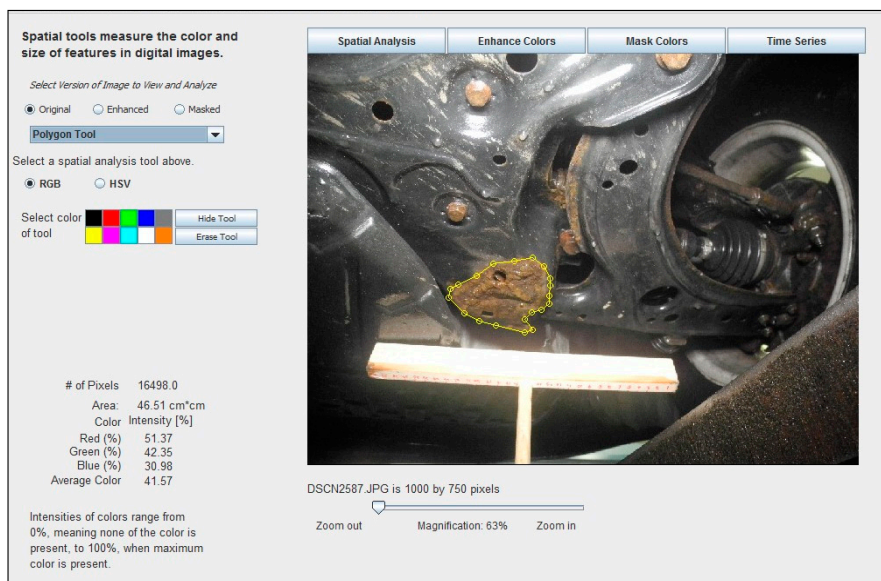 Spatial tools measure the color and
size of features in digital images.
Select Version of Image to View and Analyze
Original Enhanced Masked
Polygon Tool
Select a spatial analysis tool above.
RGB HSV
Select color
of tool
Hide Tool
Erase Tool
# of Pixels 16498.0
Area: 46.51 cm*cm
Color Intensity [%]
Red (%) 51.37
Green (%) 42.35
Blue (%) 30.98
Average Color 41.57
Intensities of colors range from
0%, meaning none of the color is
present, to 100%, when maximum
color is present.
Spatial Analysis Enhance Colors Mask Colors Time Series
DSCN2587.JPG is 1000 by 750 pixels
Zoom out Magnification: 63% Zoom in